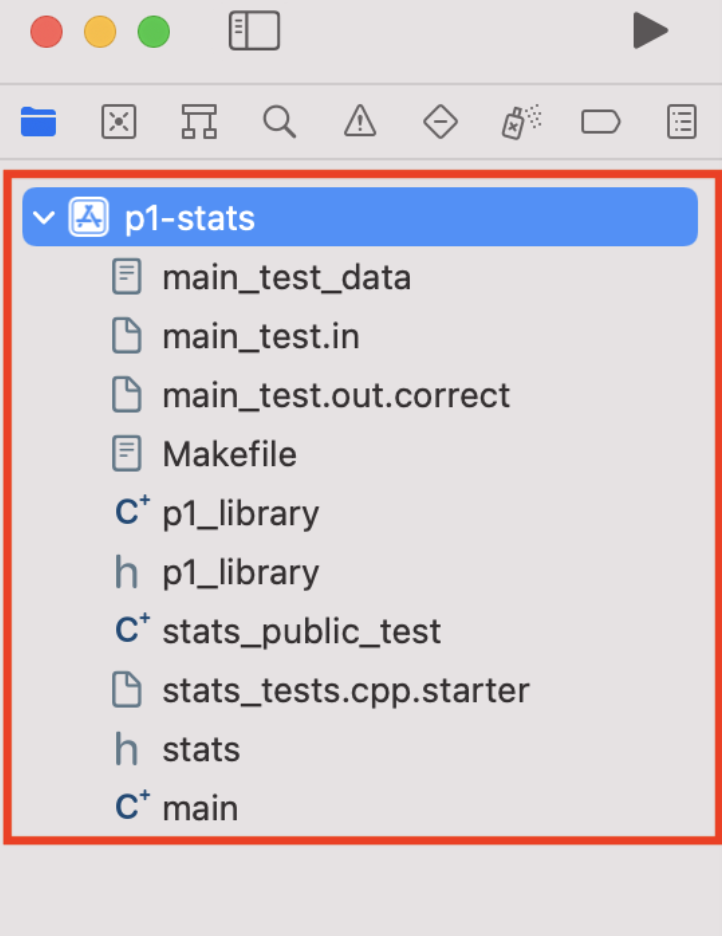 p1-stats
main_test_data
main_test.in
main_test.out.correct
Makefile
C+ p1_library
h p1_library
C+ stats_public_test
stats_tests.cpp.starter
h stats
C+ main